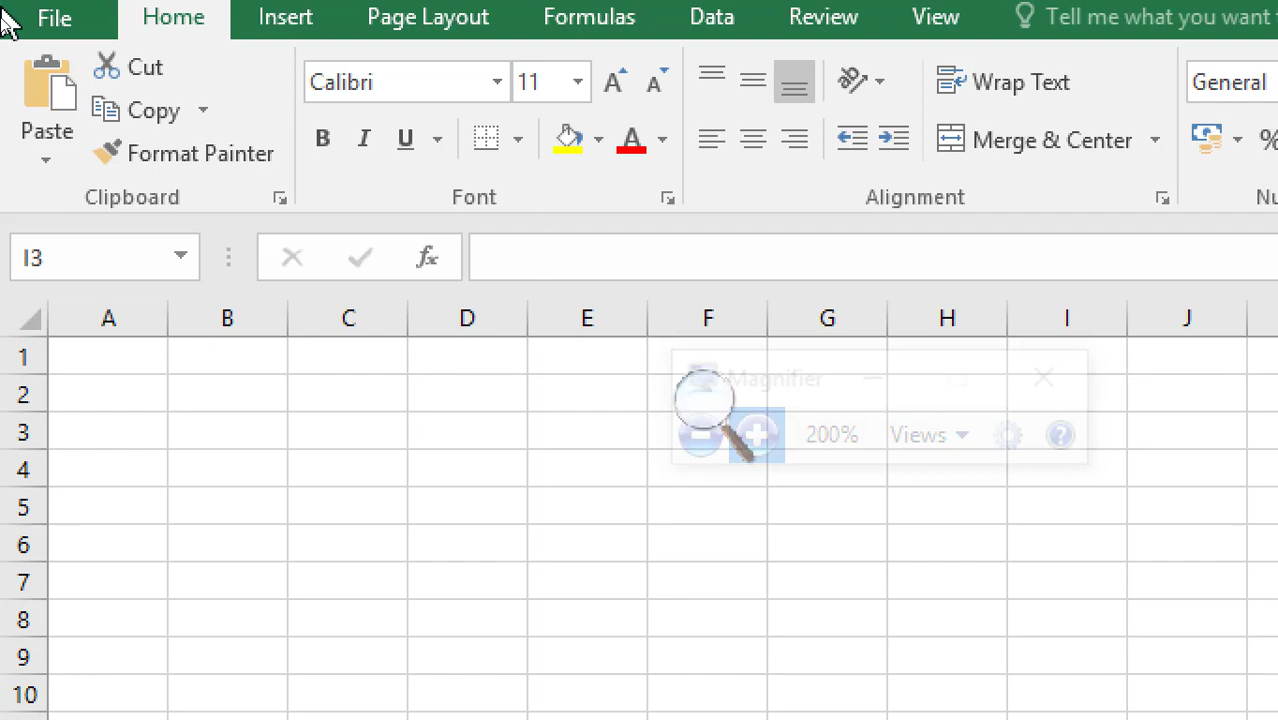 File Home Insert Page Layout Formulas Data Review View Tell me what you want
Cut
Copy
Format Painter
Paste
Clipboard
Calibri 11
B I U
Font
Wrap Text
Merge & Center
Alignment
General
%
Nu
I3
fx
A B C D E F G H I J
1
2
3
4
5
6
7
8
9
10
Magnifier
200% Views